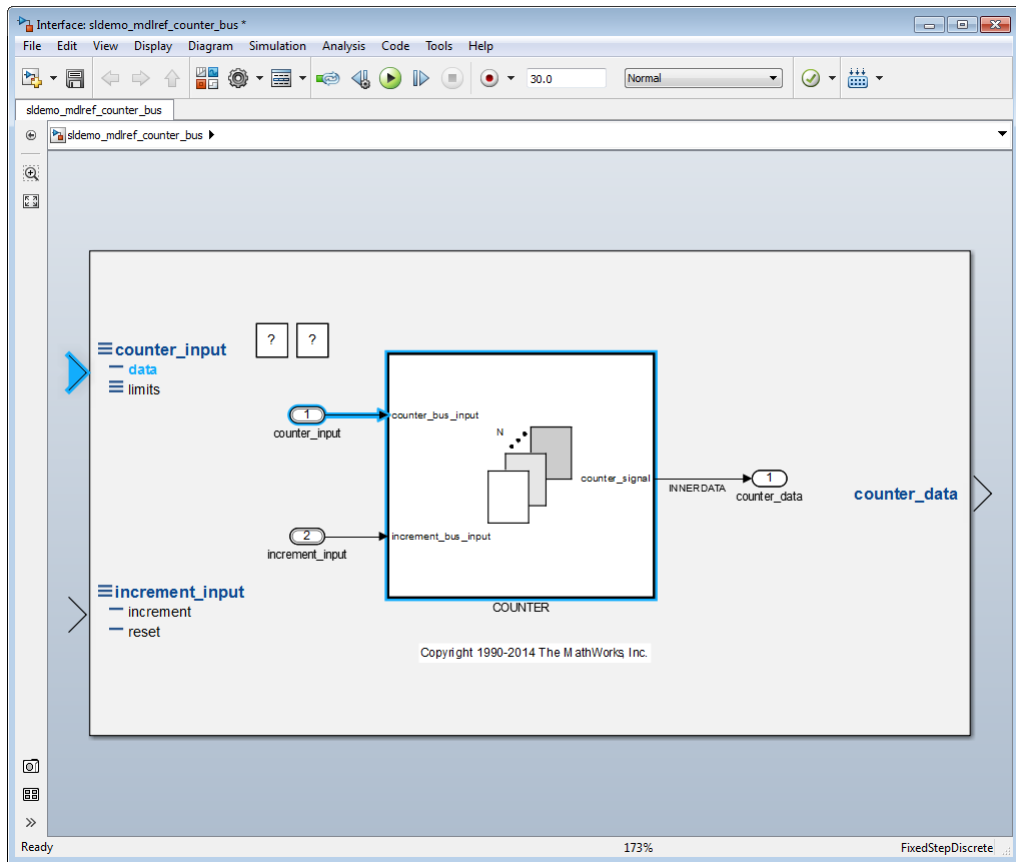 Interface: sldemo_mdlref_counter_bus *
File Edit View Display Diagram Simulation Analysis Code Tools Help
30.0 Normal
sldemo_mdlref_counter_bus
sldemo_mdlref_counter_bus
? ?
counter_input
data
limits
1
counter_input
counter_bus_input
N
counter_signal
INNERDATA
1
counter_data
counter_data
2
increment_input
increment_bus_input
increment_input
increment
reset
COUNTER
Copyright 1990-2014 The MathWorks, Inc.
Ready 173% FixedStepDiscrete